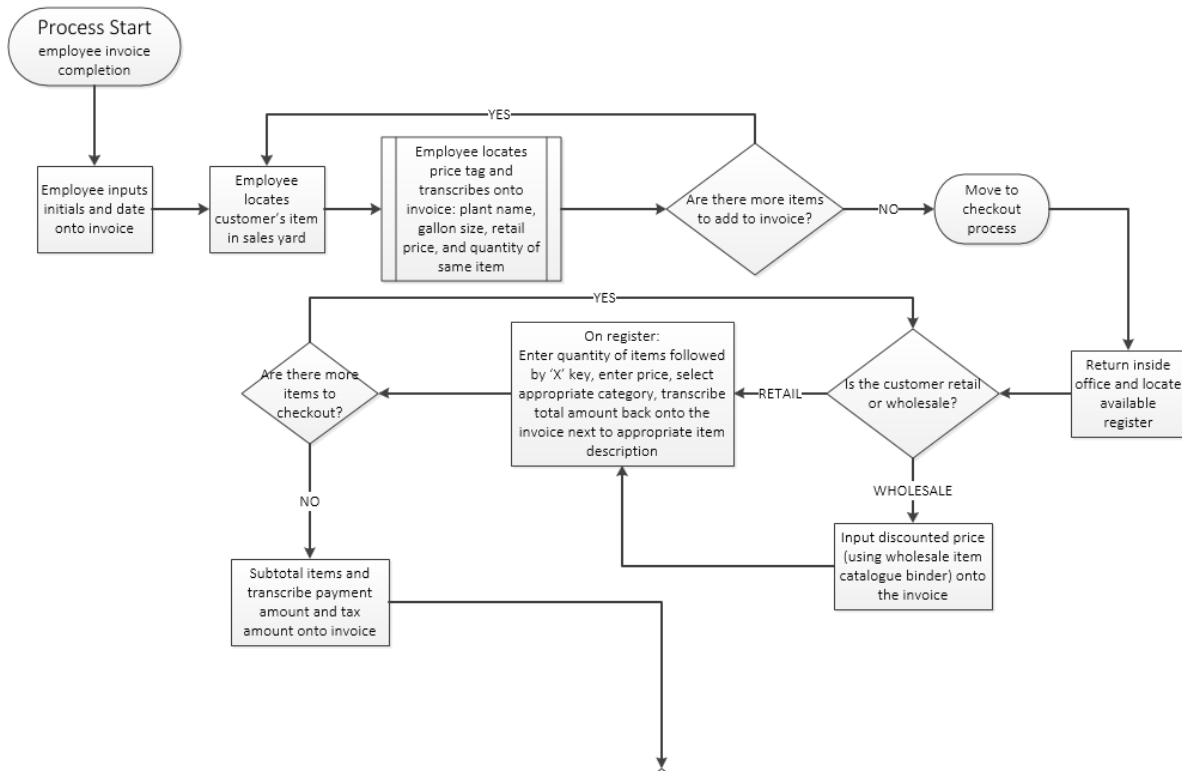 Process Start
employee invoice
completion
YES
Employee inputs
initials and date
onto invoice
Employee
locates
customer’s item
in sales yard
Employee locates
price tag and
transcribes onto
invoice: plant name,
gallon size, retail
price, and quantity of
same item
Are there more items
to add to invoice?
NO
Move to
checkout
process
YES
Are there more
items to
checkout?
On register:
Enter quantity of items followed
by ‘X’ key, enter price, select
appropriate category, transcribe
total amount back onto the
invoice next to appropriate item
description
RETAIL
Is the customer retail
or wholesale?
Return inside
office and locate
available
register
NO
WHOLESALE
Input discounted price
(using wholesale item
catalogue binder) onto
the invoice
Subtotal items and
transcribe payment
amount and tax
amount onto invoice